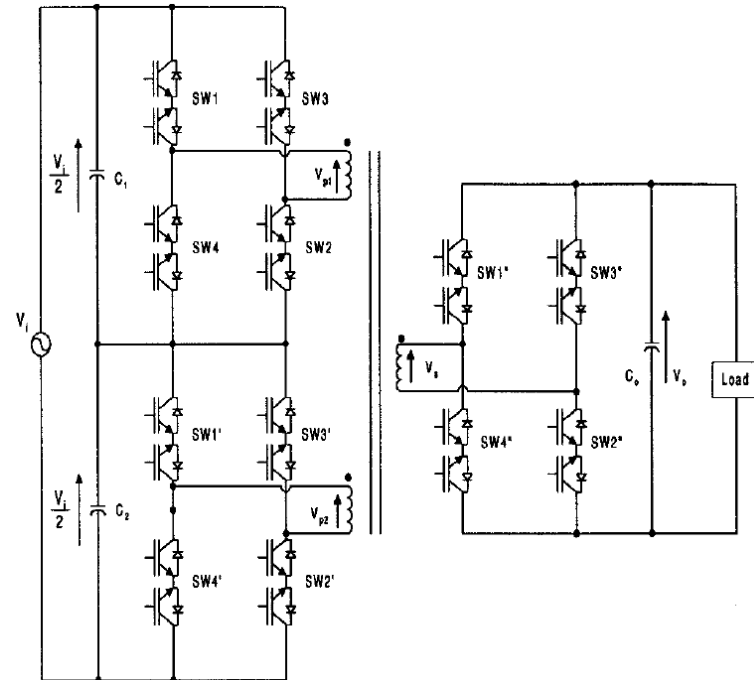 SW1
SW3
V_i
2
C_1
V_p1
SW4
SW2
SW1"
SW3"
V_i
V_s
C_o
V_o
Load
SW1'
SW3'
SW4"
SW2"
V_i
2
C_2
V_p2
SW4'
SW2'